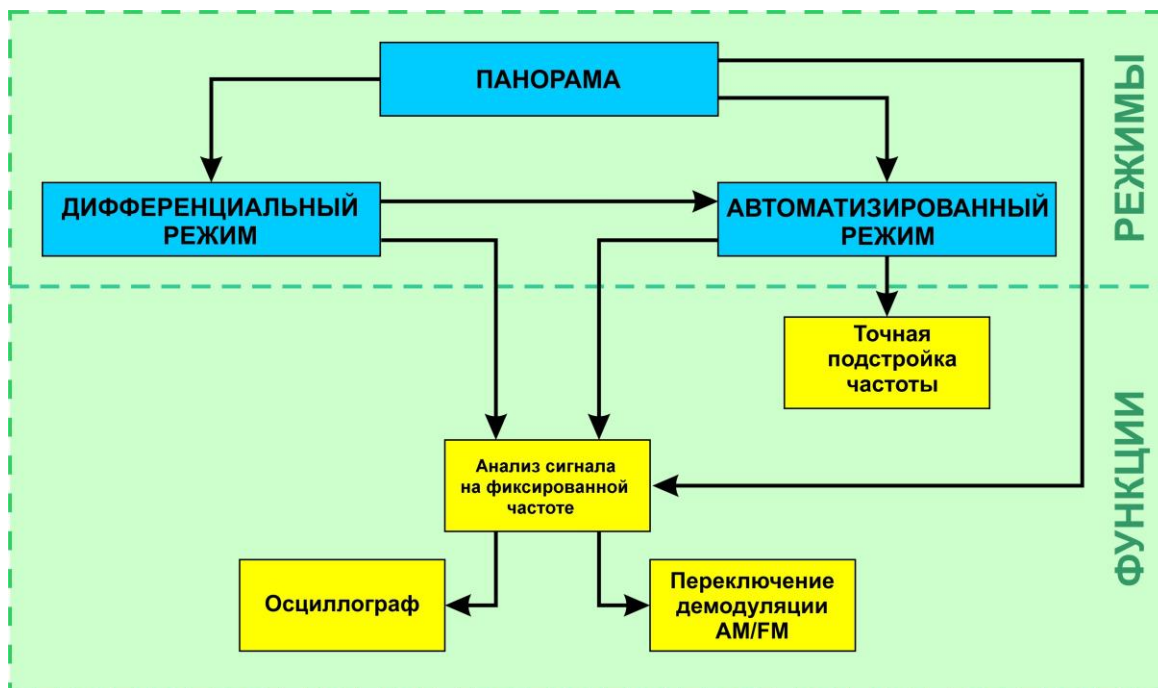 ПАНОРАМА
РЕЖИМЫ
ДИФФЕРЕНЦИАЛЬНЫЙ
РЕЖИМ
АВТОМАТИЗИРОВАННЫЙ
РЕЖИМ
Точная
подстройка
частоты
ФУНКЦИИ
Анализ сигнала
на фиксированной
частоте
Осциллограф
Переключение
демодуляции
AM/FM